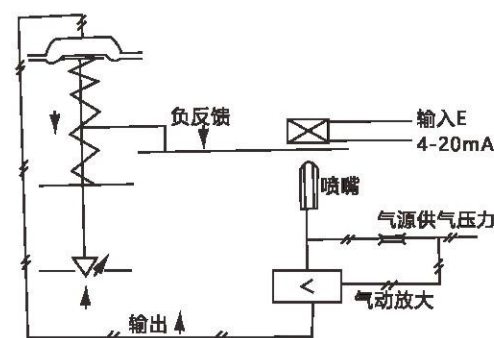 负反馈
输入E
4-20mA
喷嘴
气源供气压力
气动放大
输出